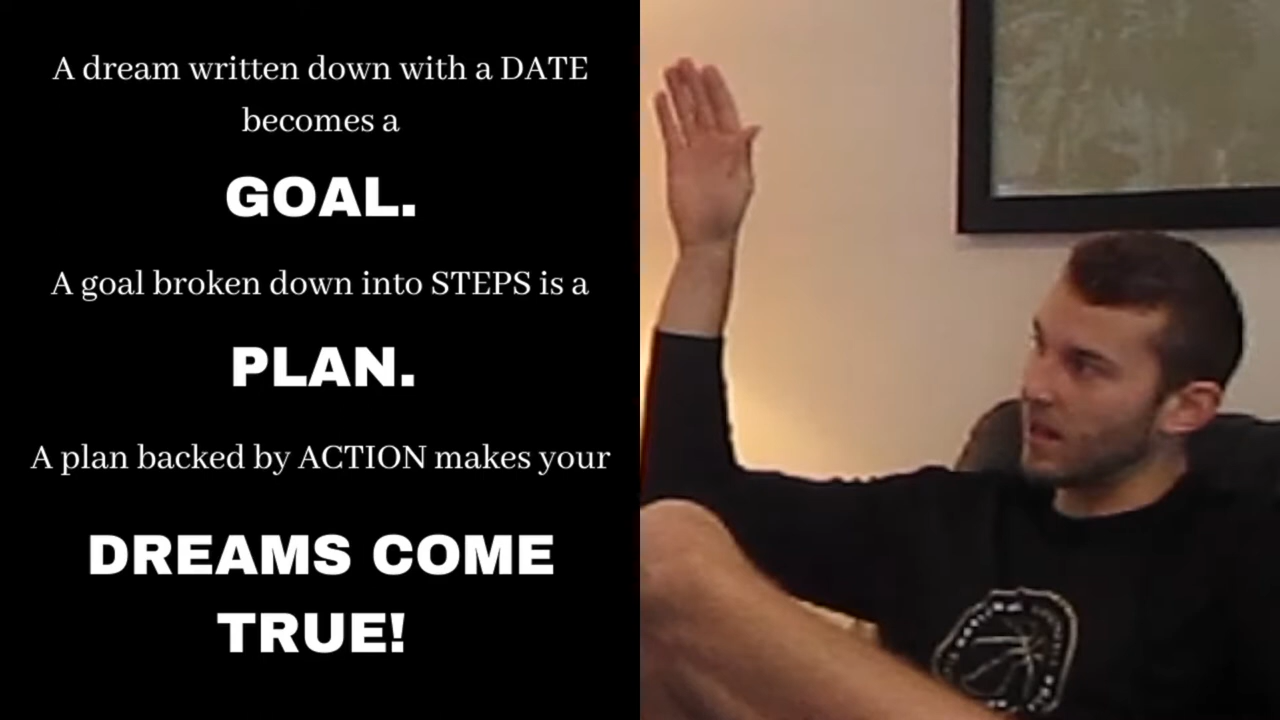 A dream written down with a DATE
becomes a
GOAL.
A goal broken down into STEPS is a
PLAN.
A plan backed by ACTION makes your
DREAMS COME
TRUE!